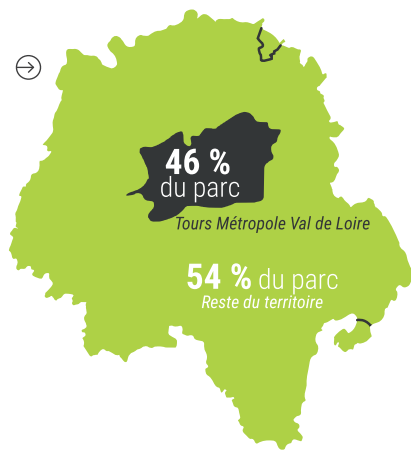 46 %
du parc
Tours Métropole Val de Loire
54 % du parc
Reste du territoire